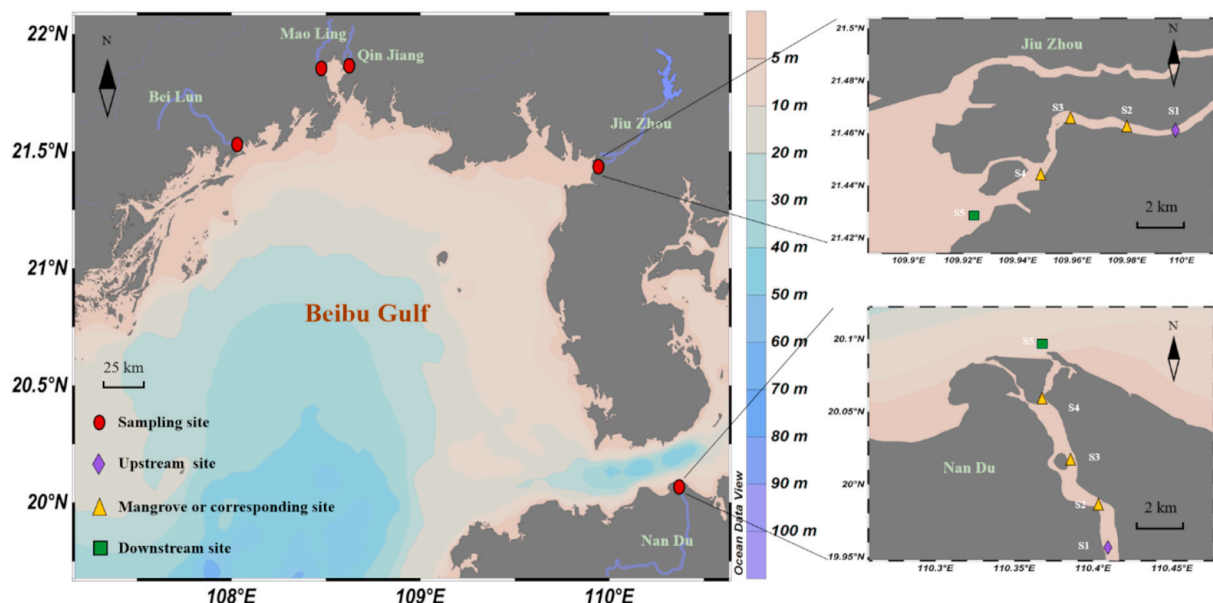 22°N
21.5°N
21°N
20.5°N
20°N
108°E
109°E
110°E
N
Mao Ling
Qin Jiang
Bei Lun
Jiu Zhou
Beibu Gulf
25 km
Sampling site
Upstream site
Mangrove or corresponding site
Downstream site
Nan Du
5 m
10 m
20 m
30 m
40 m
50 m
60 m
70 m
80 m
90 m
100 m
Ocean Data View
21.5°N
21.48°N
21.46°N
21.44°N
21.42°N
109.9°E
109.92°E
109.94°E
109.96°E
109.98°E
110°E
Jiu Zhou
N
S1
S2
S3
S4
S5
2 km
20.1°N
20.05°N
20°N
19.95°N
110.3°E
110.35°E
110.4°E
110.45°E
N
S5
S4
S3
S2
S1
Nan Du
2 km